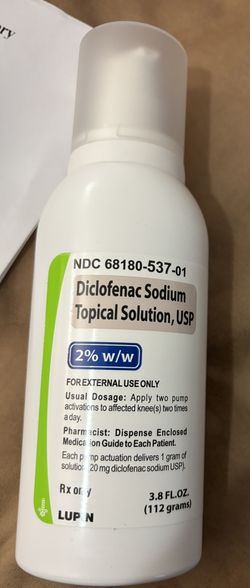 ory
NDC 68180-537-01
Diclofenac Sodium
Topical Solution, USP
2% w/w
FOR EXTERNAL USE ONLY
Usual Dosage: Apply two pump
activations to affected knee(s) two times
a day.
Pharmacist: Dispense Enclosed
Medication Guide to Each Patient.
Each pump actuation delivers 1 gram of
solution (20 mg diclofenac sodium USP).
Rx only
3.8 FL.OZ.
(112 grams)
LUPIN